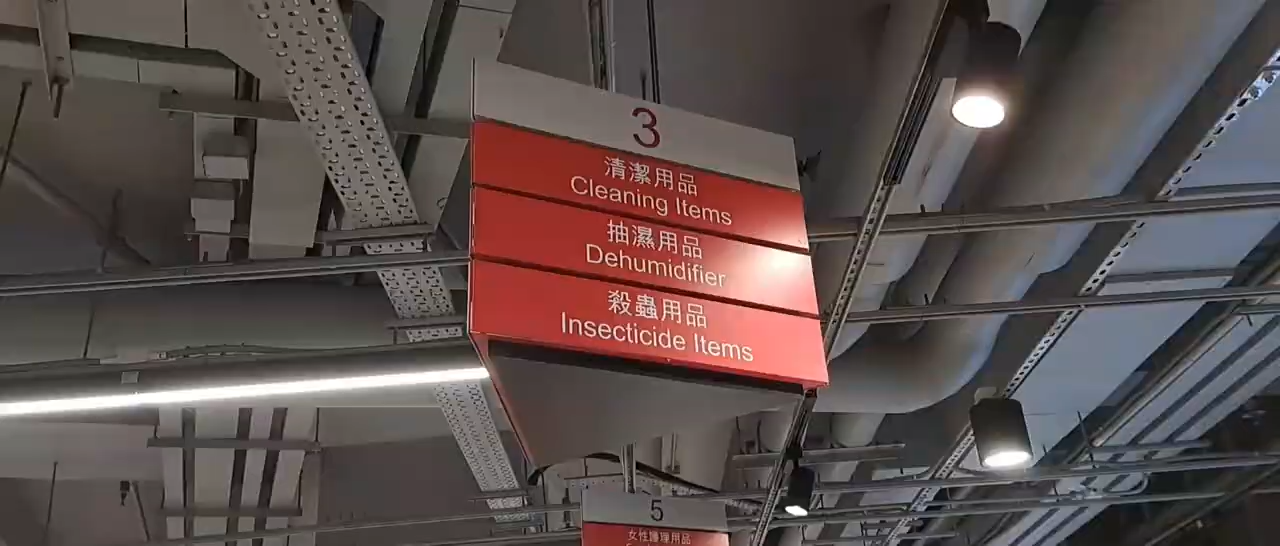 3
清潔用品
Cleaning Items
抽濕用品
Dehumidifier
殺蟲用品
Insecticide Items
5
女性護理用品